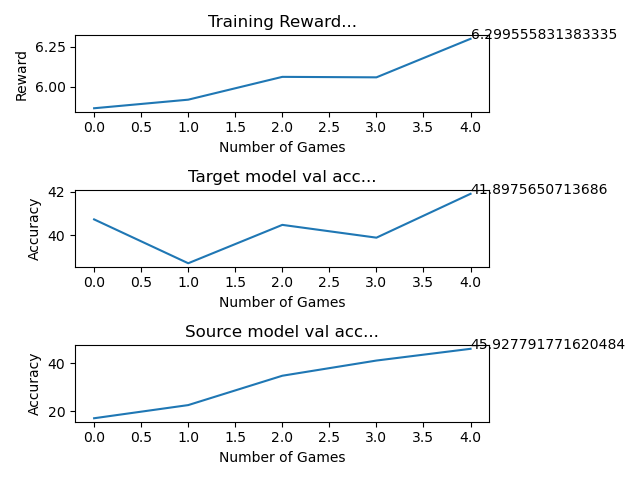 Training Reward...
6.299555831383335
6.25
6.00
Reward
0.0 0.5 1.0 1.5 2.0 2.5 3.0 3.5 4.0
Number of Games
Target model val acc...
41.8975650713686
42
40
Accuracy
0.0 0.5 1.0 1.5 2.0 2.5 3.0 3.5 4.0
Number of Games
Source model val acc...
45.927791771620484
40
20
Accuracy
0.0 0.5 1.0 1.5 2.0 2.5 3.0 3.5 4.0
Number of Games